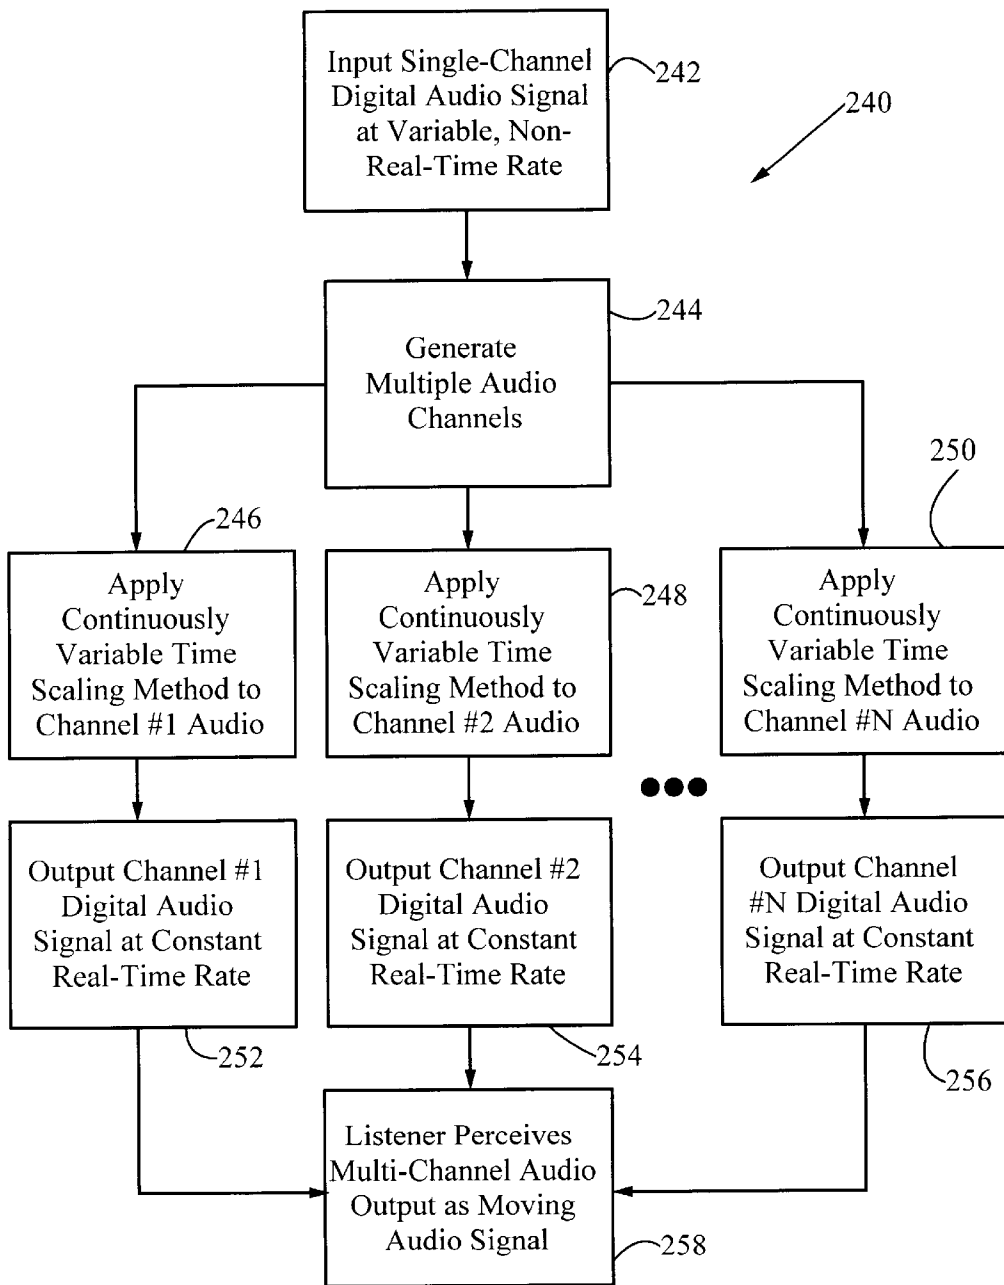 Input Single-Channel
Digital Audio Signal
at Variable, Non-
Real-Time Rate
242
240
Generate
Multiple Audio
Channels
244
246
Apply
Continuously
Variable Time
Scaling Method to
Channel #1 Audio
Apply
Continuously
Variable Time
Scaling Method to
Channel #2 Audio
248
250
Apply
Continuously
Variable Time
Scaling Method to
Channel #N Audio
Output Channel #1
Digital Audio
Signal at Constant
Real-Time Rate
252
Output Channel #2
Digital Audio
Signal at Constant
Real-Time Rate
254
Output Channel
#N Digital Audio
Signal at Constant
Real-Time Rate
256
Listener Perceives
Multi-Channel Audio
Output as Moving
Audio Signal
258